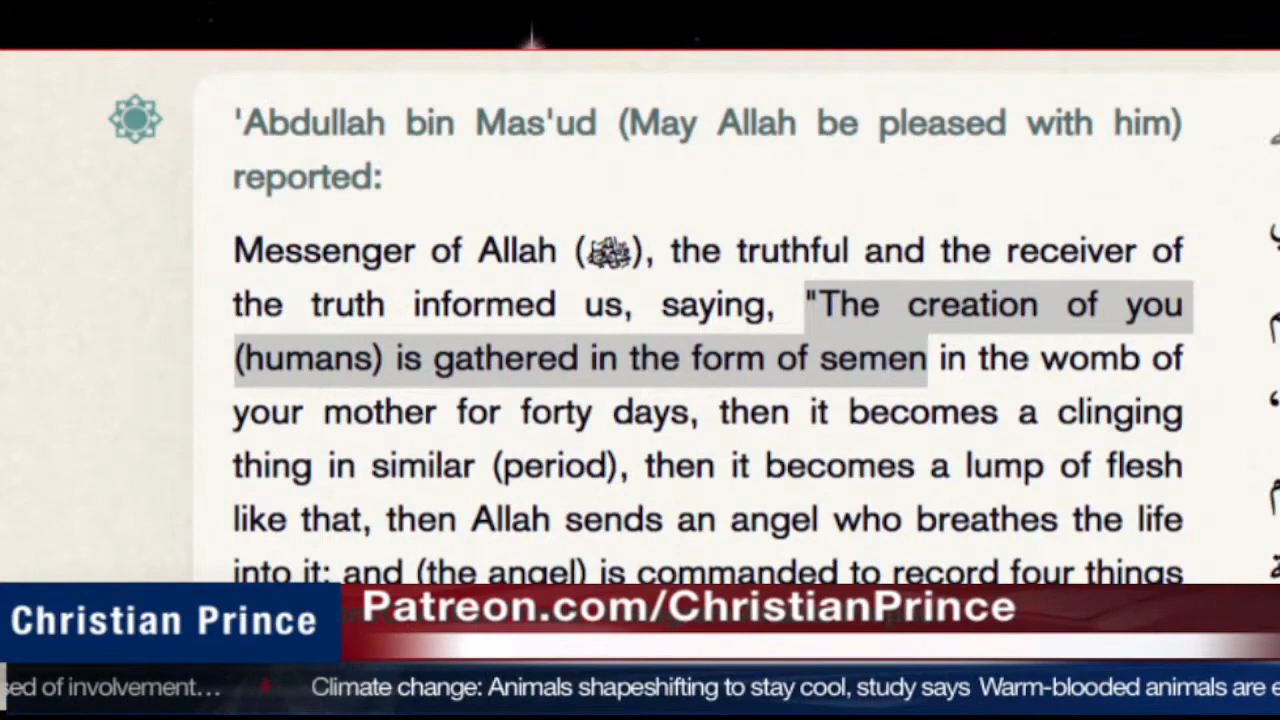 'Abdullah bin Mas'ud (May Allah be pleased with him)
reported:
Messenger of Allah (ﷺ), the truthful and the receiver of
the truth informed us, saying, "The creation of you
(humans) is gathered in the form of semen in the womb of
your mother for forty days, then it becomes a clinging
thing in similar (period), then it becomes a lump of flesh
like that, then Allah sends an angel who breathes the life
into it; and (the angel) is commanded to record four things
Christian Prince
Patreon.com/ChristianPrince
sed of involvement… Climate change: Animals shapeshifting to stay cool, study says Warm-blooded animals are